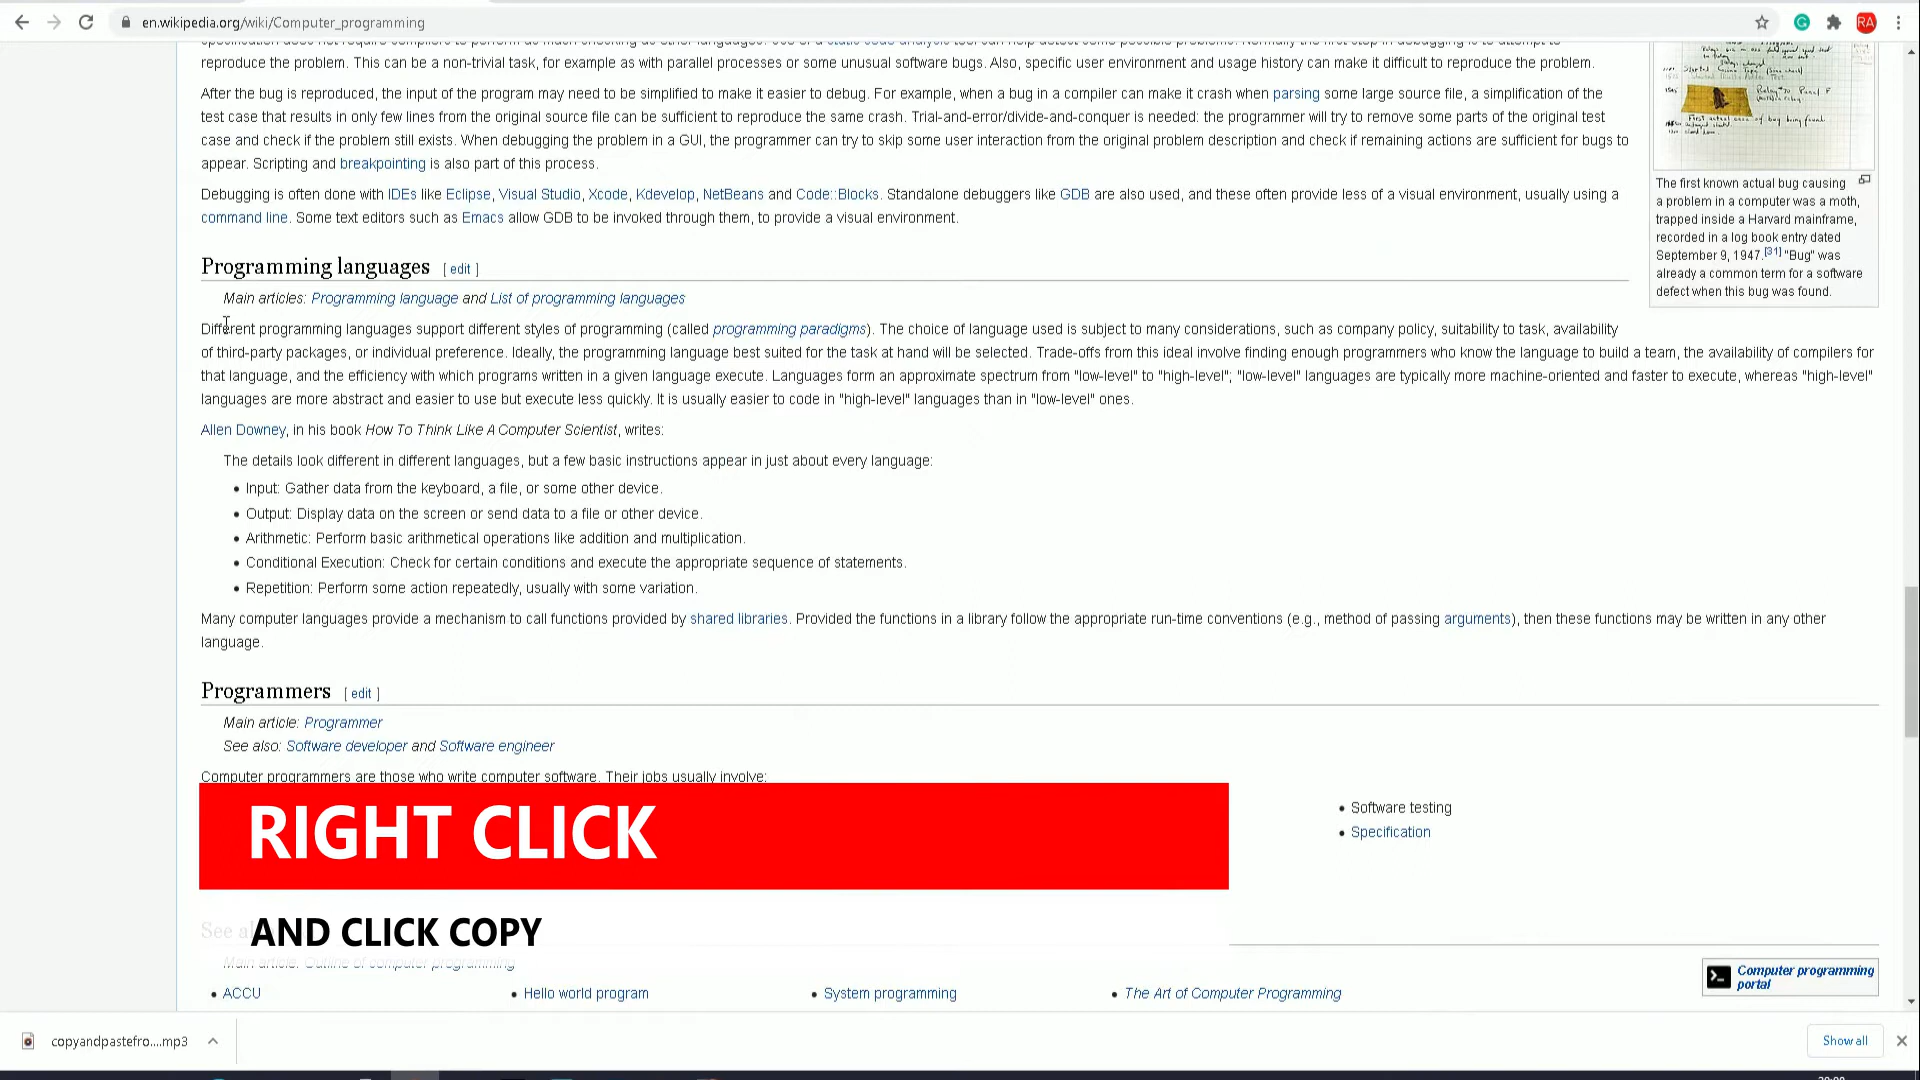 en.wikipedia.org/wiki/Computer_programming
RA
reproduce the problem. This can be a non-trivial task, for example as with parallel processes or some unusual software bugs. Also, specific user environment and usage history can make it difficult to reproduce the problem.
After the bug is reproduced, the input of the program may need to be simplified to make it easier to debug. For example, when a bug in a compiler can make it crash when parsing some large source file, a simplification of the
test case that results in only few lines from the original source file can be sufficient to reproduce the same crash. Trial-and-error/divide-and-conquer is needed: the programmer will try to remove some parts of the original test
case and check if the problem still exists. When debugging the problem in a GUI, the programmer can try to skip some user interaction from the original problem description and check if remaining actions are sufficient for bugs to
appear. Scripting and breakpointing is also part of this process.
Debugging is often done with IDEs like Eclipse, Visual Studio, Xcode, Kdevelop, NetBeans and Code::Blocks. Standalone debuggers like GDB are also used, and these often provide less of a visual environment, usually using a
command line. Some text editors such as Emacs allow GDB to be invoked through them, to provide a visual environment.
The first known actual bug causing
a problem in a computer was a moth,
trapped inside a Harvard mainframe,
recorded in a log book entry dated
September 9, 1947.[31] "Bug" was
already a common term for a software
defect when this bug was found.
Programming languages [ edit ]
Main articles: Programming language and List of programming languages
Different programming languages support different styles of programming (called programming paradigms). The choice of language used is subject to many considerations, such as company policy, suitability to task, availability
of third-party packages, or individual preference. Ideally, the programming language best suited for the task at hand will be selected. Trade-offs from this ideal involve finding enough programmers who know the language to build a team, the availability of compilers for
that language, and the efficiency with which programs written in a given language execute. Languages form an approximate spectrum from "low-level" to "high-level"; "low-level" languages are typically more machine-oriented and faster to execute, whereas "high-level"
languages are more abstract and easier to use but execute less quickly. It is usually easier to code in "high-level" languages than in "low-level" ones.
Allen Downey, in his book How To Think Like A Computer Scientist, writes:
The details look different in different languages, but a few basic instructions appear in just about every language:
• Input: Gather data from the keyboard, a file, or some other device.
• Output: Display data on the screen or send data to a file or other device.
• Arithmetic: Perform basic arithmetical operations like addition and multiplication.
• Conditional Execution: Check for certain conditions and execute the appropriate sequence of statements.
• Repetition: Perform some action repeatedly, usually with some variation.
Many computer languages provide a mechanism to call functions provided by shared libraries. Provided the functions in a library follow the appropriate run-time conventions (e.g., method of passing arguments), then these functions may be written in any other
language.
Programmers [ edit ]
Main article: Programmer
See also: Software developer and Software engineer
Computer programmers are those who write computer software. Their jobs usually involve:
• Software testing
• Specification
RIGHT CLICK
AND CLICK COPY
See al
Main article: Outline of computer programming
• ACCU
• Hello world program
• System programming
• The Art of Computer Programming
Computer programming
portal
copyandpastefro....mp3
Show all